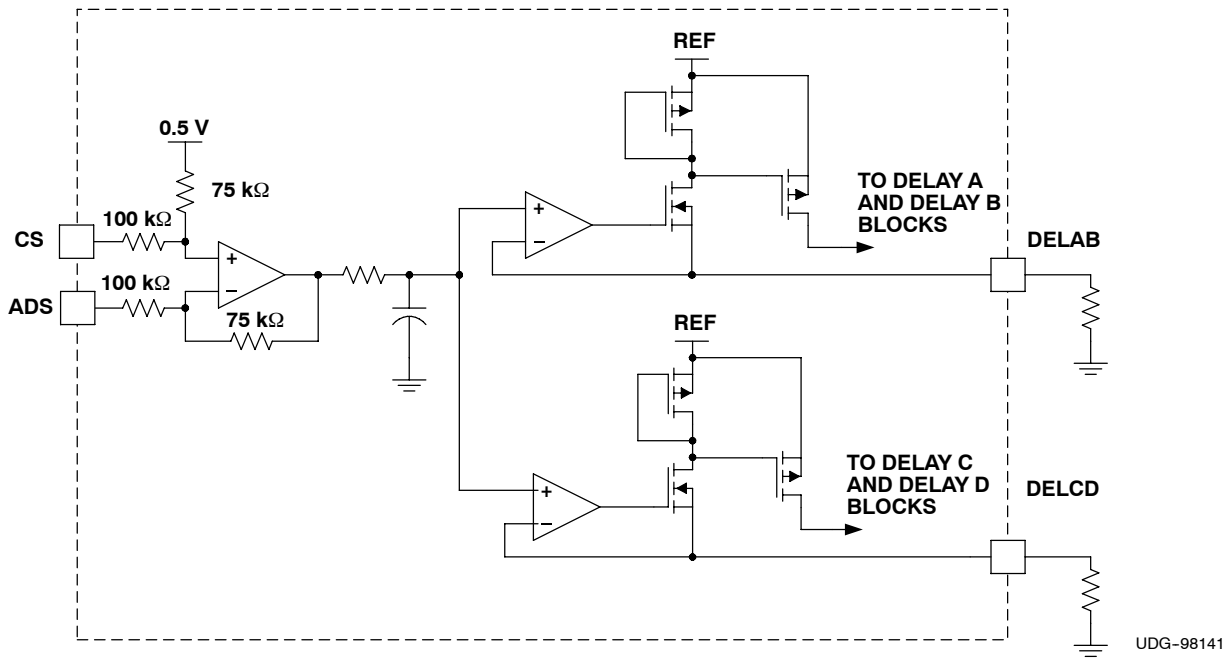 REF
0.5 V
75 kΩ
100 kΩ
CS
+
−
100 kΩ
ADS
75 kΩ
+
−
TO DELAY A
AND DELAY B
BLOCKS
DELAB
REF
+
−
TO DELAY C
AND DELAY D
BLOCKS
DELCD
UDG−98141